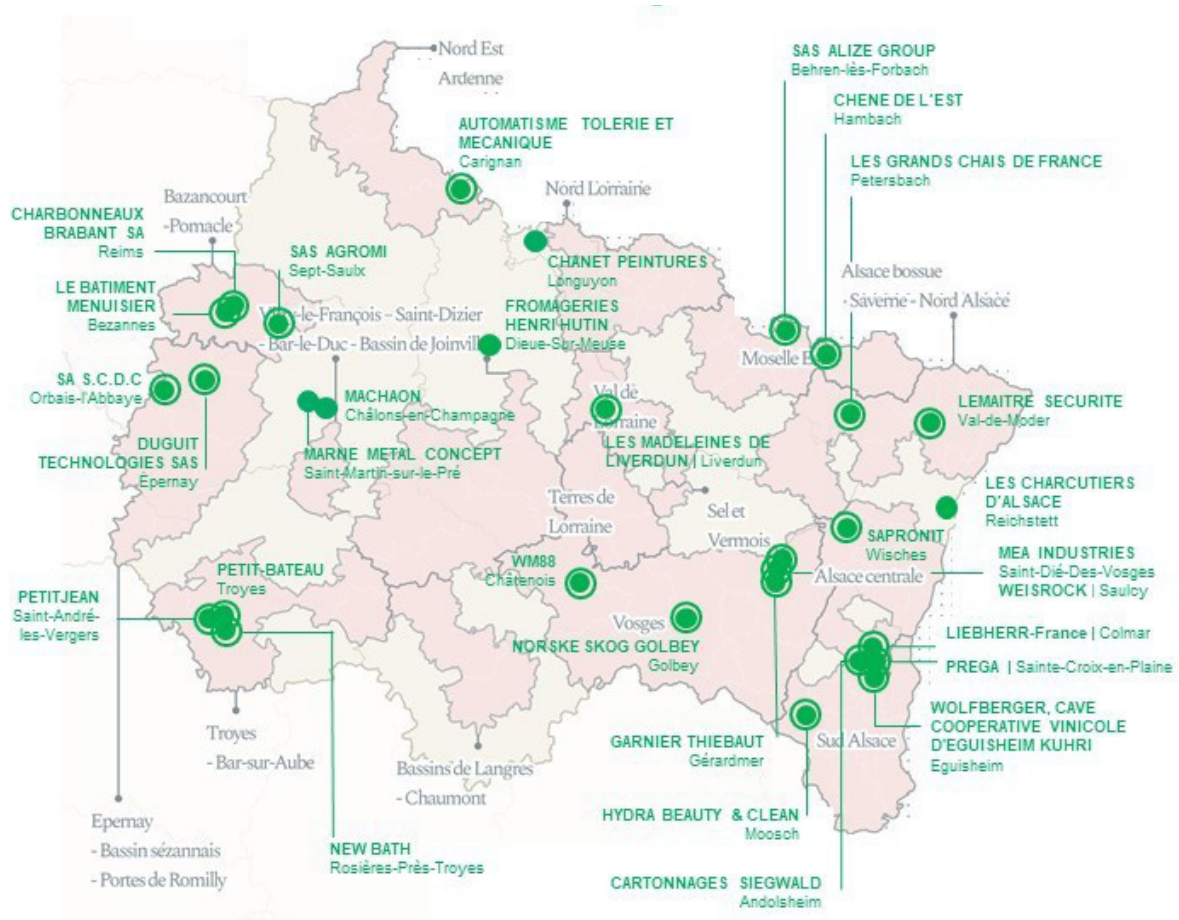 Nord Est
Ardenne
SAS ALIZE GROUP
Behren-lès-Forbach
CHENE DE L'EST
Hambach
AUTOMATISME TOLERIE ET
MECANIQUE
Carignan
LES GRANDS CHAIS DE FRANCE
Petersbach
Bazancourt
-Pomacle
Nord Lorraine
CHARBONNEAUX
BRABANT SA
Reims
SAS AGROMI
Sept-Saulx
CHANET PEINTURES
Longuyon
Alsace bossue
- Saverne - Nord Alsace
LE BATIMENT
MENUISIER
Bezannes
-le-François – Saint-Dizier
- Bar-le-Duc - Bassin de Joinvill
FROMAGERIES
HENRI HUTIN
Dieue-Sur-Meuse
Moselle E
SA S.C.D.C
Orbais-l'Abbaye
MACHAON
Châlons-en-Champagne
Val de
Lorraine
LEMAITRE SECURITE
Val-de-Moder
DUGUIT
TECHNOLOGIES SAS
Épernay
MARNE METAL CONCEPT
Saint-Martin-sur-le-Pré
LES MADELEINES DE
LIVERDUN | Liverdun
LES CHARCUTIERS
D'ALSACE
Reichstett
Terres de
Lorraine
Sel et
Vermois
SAPRONIT
Wisches
WM88
Châtenois
Alsace centrale
MEA INDUSTRIES
Saint-Dié-Des-Vosges
WEISROCK | Saulcy
PETIT-BATEAU
Troyes
PETITJEAN
Saint-André-
les-Vergers
Vosges
NORSKE SKOG GOLBEY
Golbey
LIEBHERR-France | Colmar
PREGA | Sainte-Croix-en-Plaine
WOLFBERGER, CAVE
COOPERATIVE VINICOLE
D'EGUISHEIM KUHRI
Eguisheim
Troyes
- Bar-sur-Aube
Bassins de Langres
- Chaumont
GARNIER THIEBAUT
Gérardmer
Sud Alsace
HYDRA BEAUTY & CLEAN
Moosch
Epernay
- Bassin sézannais
- Portes de Romilly
NEW BATH
Rosières-Près-Troyes
CARTONNAGES SIEGWALD
Andolsheim